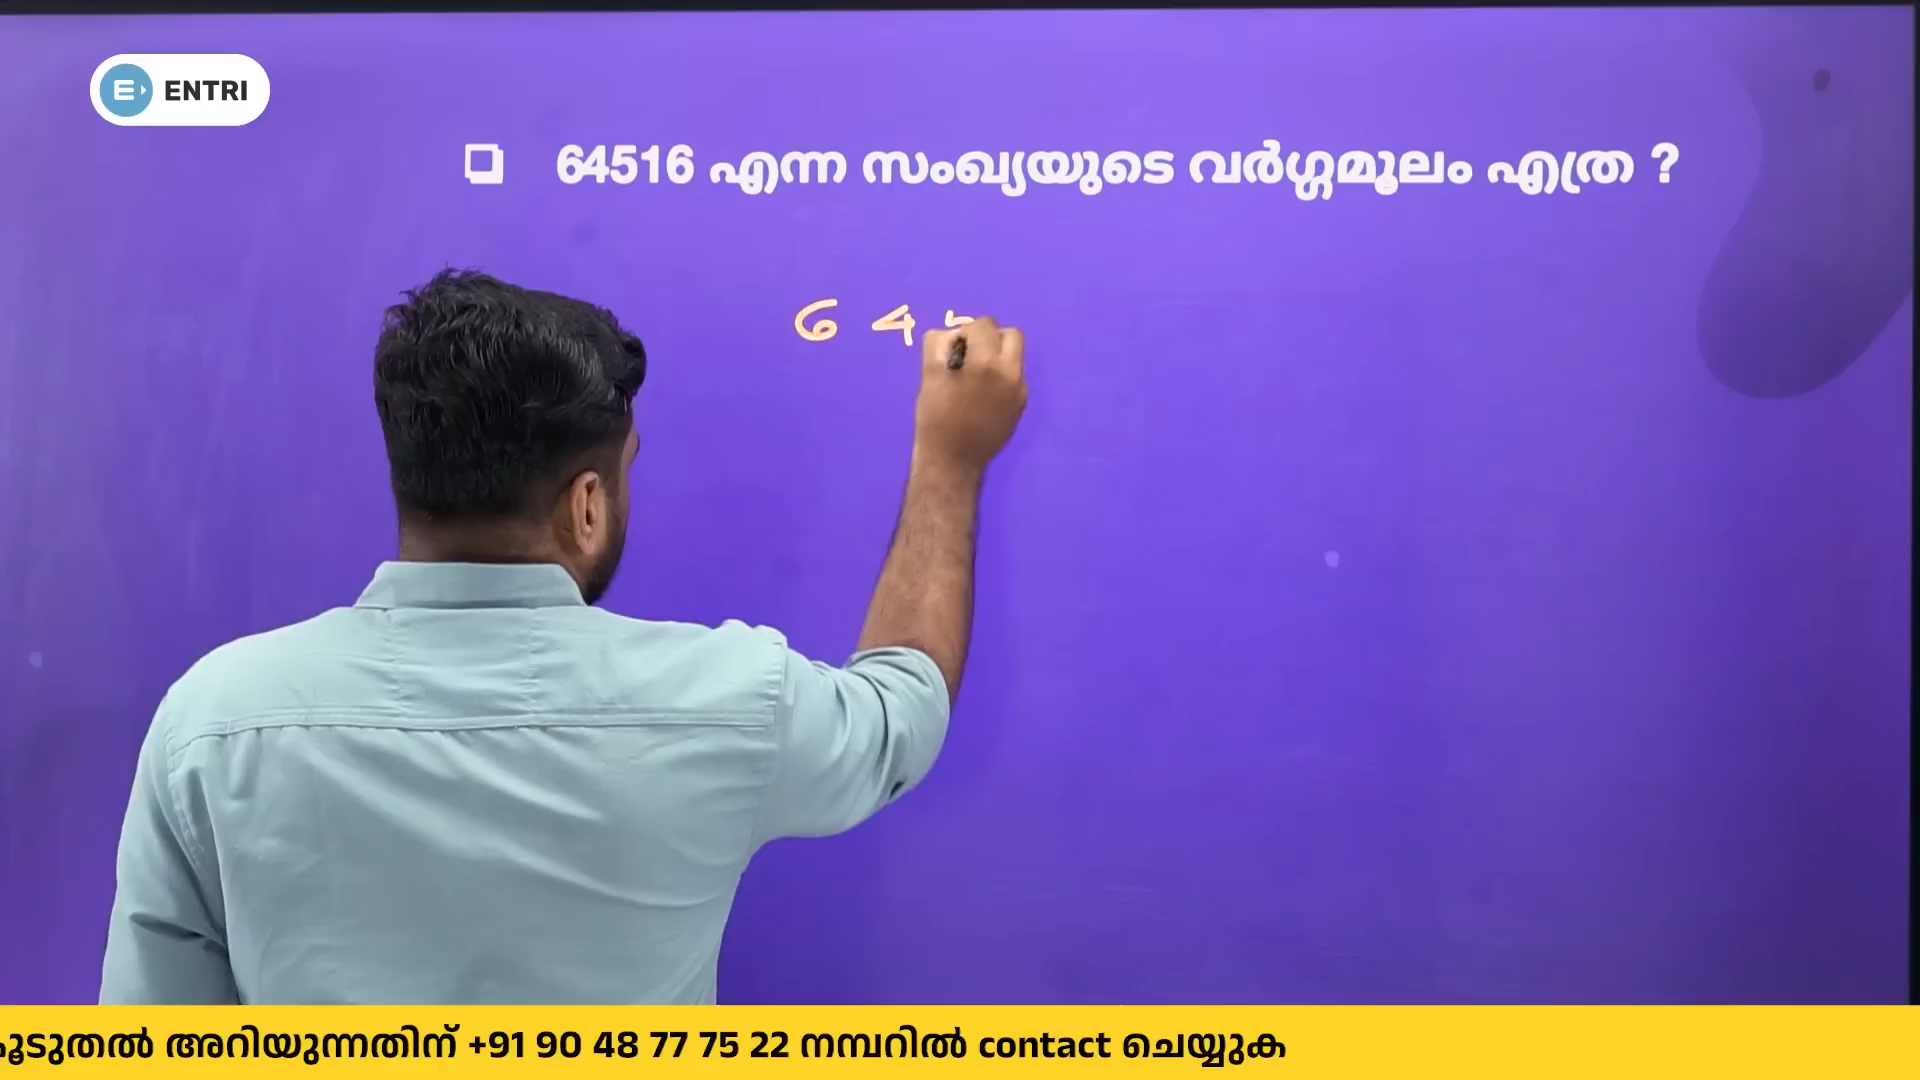 ENTRI
64516 എന്ന സംഖ്യയുടെ വർഗ്ഗമൂലം എത്ര ?
6 4
കൂടുതൽ അറിയുന്നതിന് +91 90 48 77 75 22 നമ്പറിൽ contact ചെയ്യുക